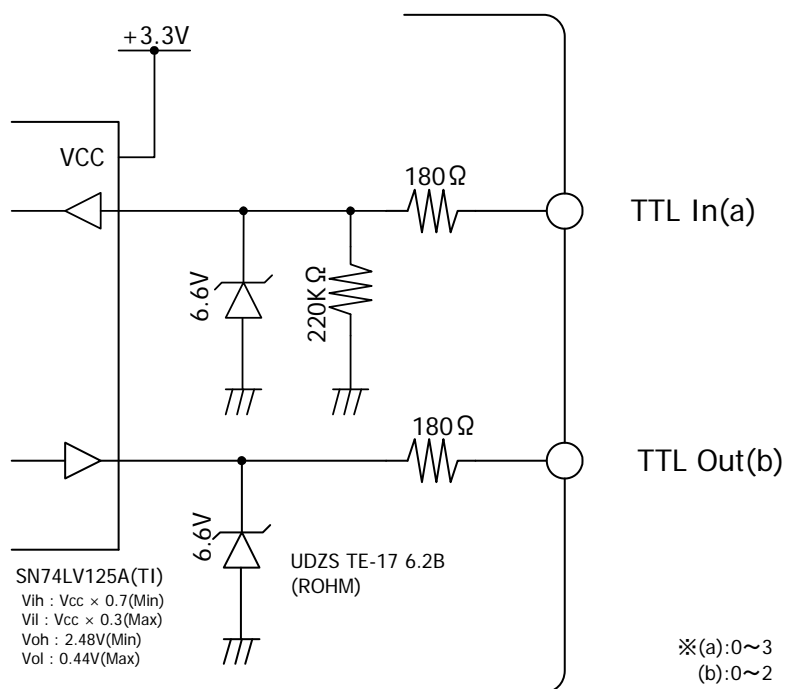 +3.3V
VCC
180Ω
TTL In(a)
6.6V
220KΩ
180Ω
TTL Out(b)
6.6V
UDZS TE-17 6.2B
(ROHM)
SN74LV125A(TI)
Vih : Vcc × 0.7(Min)
Vil : Vcc × 0.3(Max)
Voh : 2.48V(Min)
Vol : 0.44V(Max)
※(a):0～3
(b):0～2